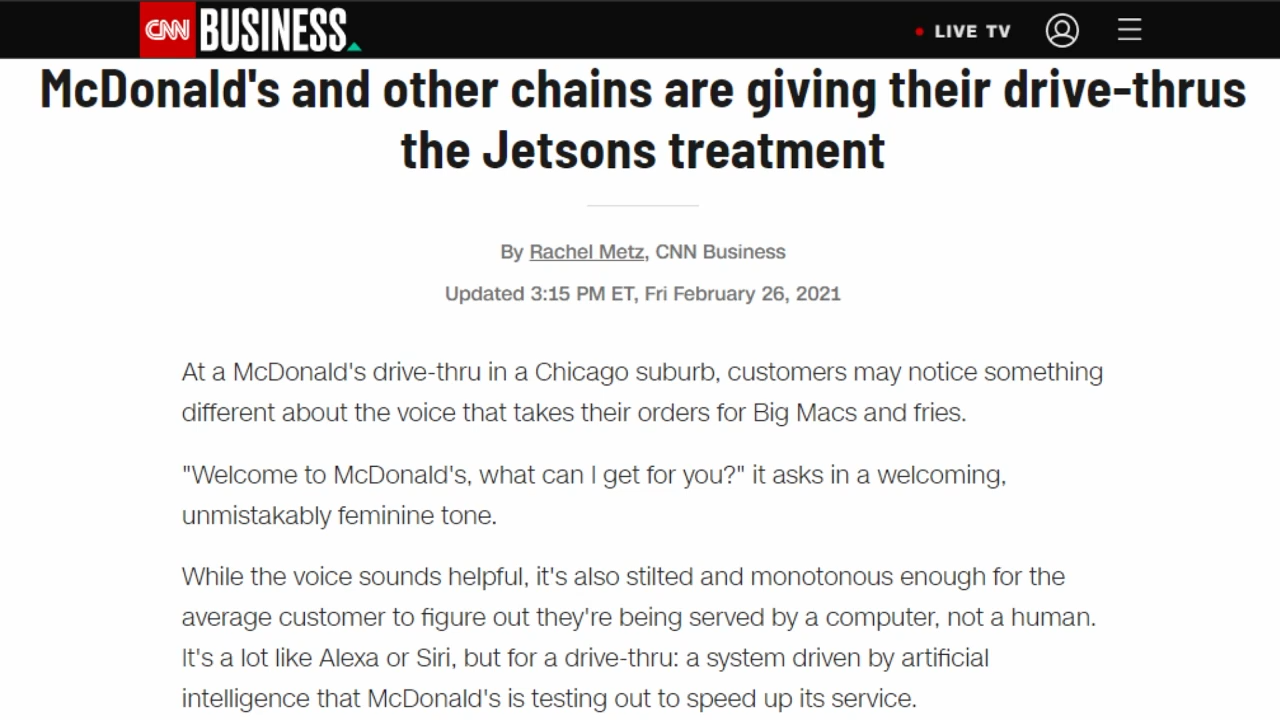 CNN BUSINESS
LIVE TV
McDonald's and other chains are giving their drive-thrus
the Jetsons treatment
By Rachel Metz, CNN Business
Updated 3:15 PM ET, Fri February 26, 2021
At a McDonald's drive-thru in a Chicago suburb, customers may notice something
different about the voice that takes their orders for Big Macs and fries.
"Welcome to McDonald's, what can I get for you?" it asks in a welcoming,
unmistakably feminine tone.
While the voice sounds helpful, it's also stilted and monotonous enough for the
average customer to figure out they're being served by a computer, not a human.
It's a lot like Alexa or Siri, but for a drive-thru: a system driven by artificial
intelligence that McDonald's is testing out to speed up its service.